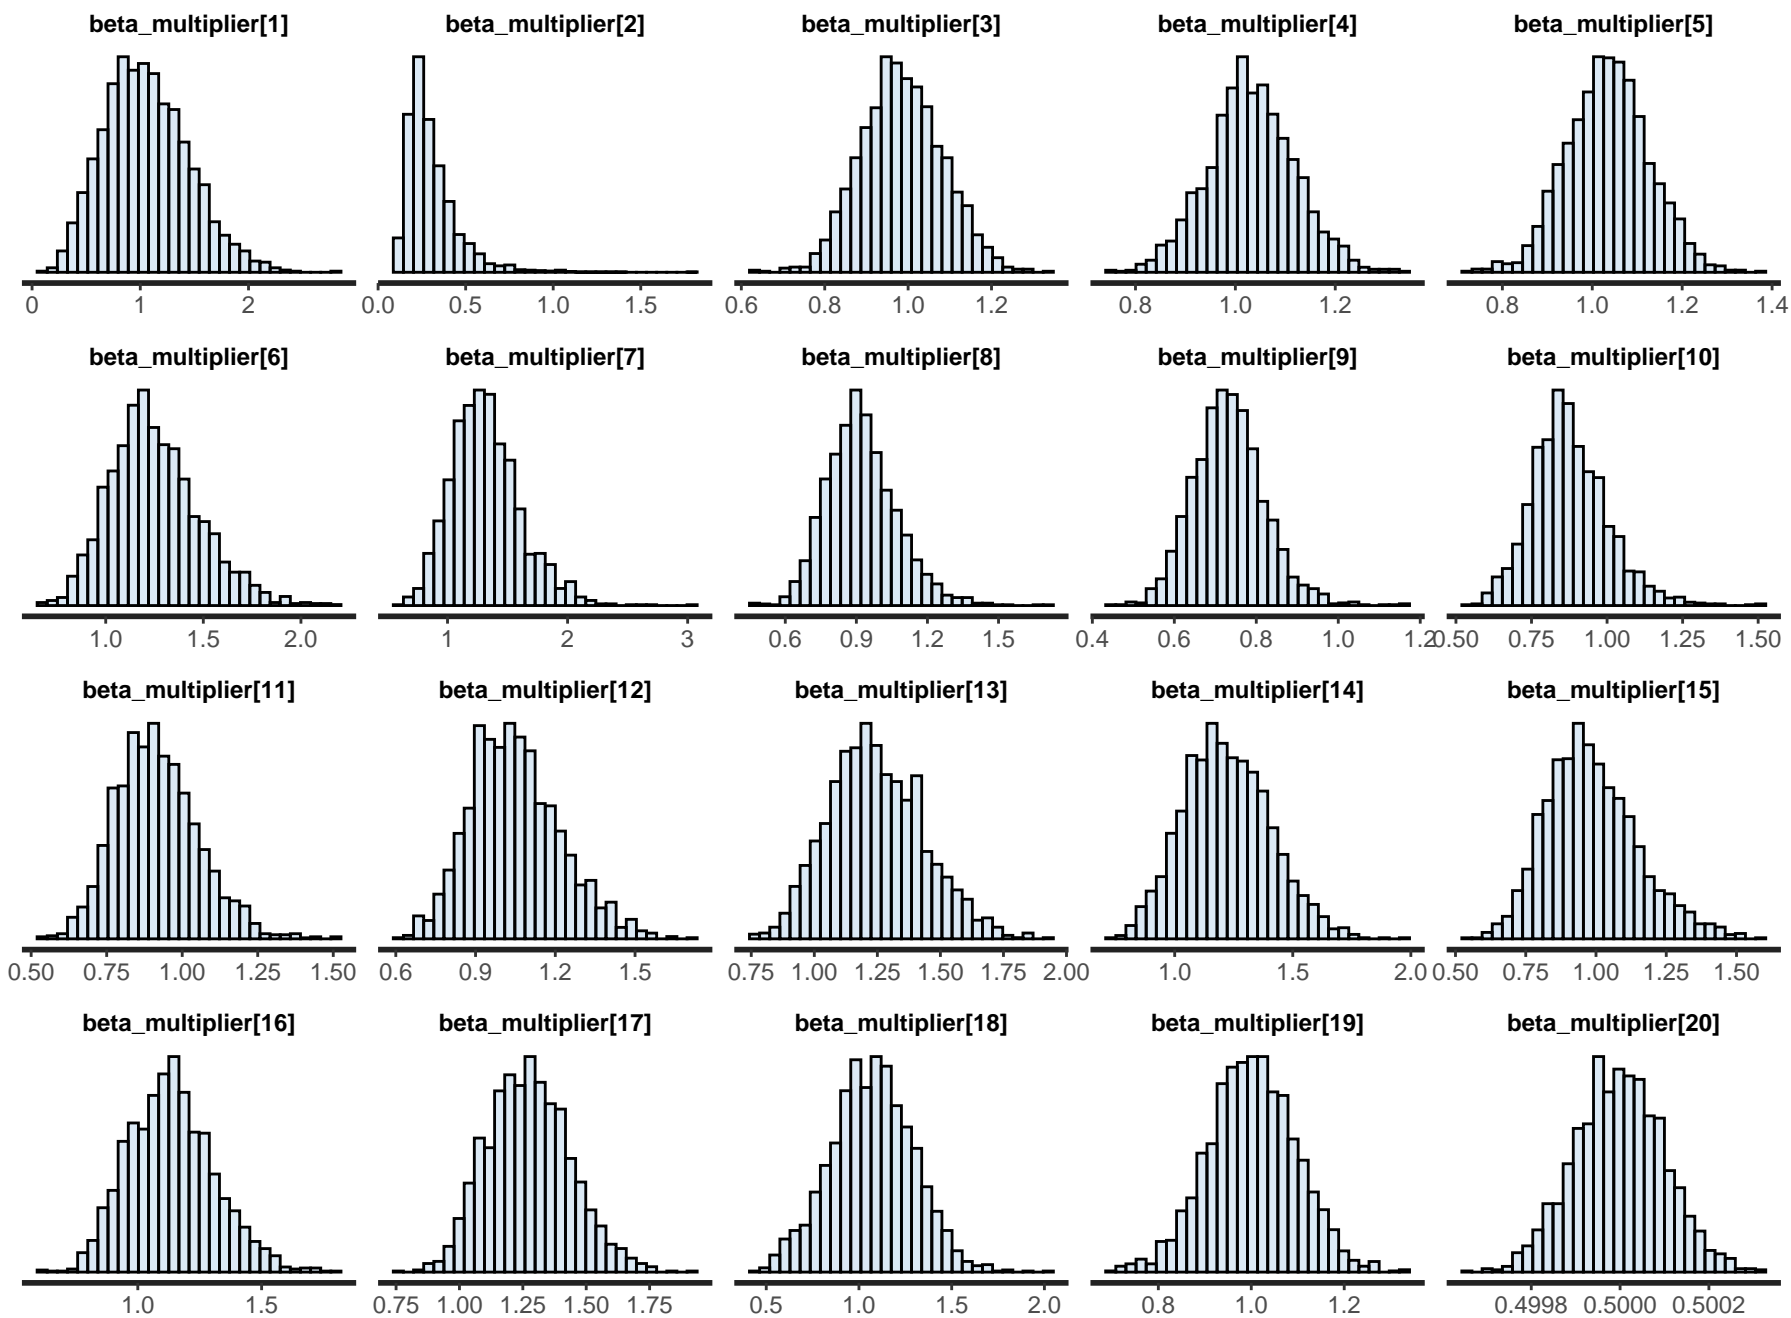 beta_multiplier[1] beta_multiplier[2] beta_multiplier[3] beta_multiplier[4] beta_multiplier[5]
0 1 2 0.0 0.5 1.0 1.5 0.6 0.8 1.0 1.2 0.8 1.0 1.2 0.8 1.0 1.2 1.4
beta_multiplier[6] beta_multiplier[7] beta_multiplier[8] beta_multiplier[9] beta_multiplier[10]
1.0 1.5 2.0 1 2 3 0.6 0.9 1.2 1.5 0.4 0.6 0.8 1.0 1.2 0.50 0.75 1.00 1.25 1.50
beta_multiplier[11] beta_multiplier[12] beta_multiplier[13] beta_multiplier[14] beta_multiplier[15]
0.50 0.75 1.00 1.25 1.50 0.6 0.9 1.2 1.5 0.75 1.00 1.25 1.50 1.75 2.00 1.0 1.5 2.0 0.50 0.75 1.00 1.25 1.50
beta_multiplier[16] beta_multiplier[17] beta_multiplier[18] beta_multiplier[19] beta_multiplier[20]
1.0 1.5 0.75 1.00 1.25 1.50 1.75 0.5 1.0 1.5 2.0 0.8 1.0 1.2 0.4998 0.5000 0.5002